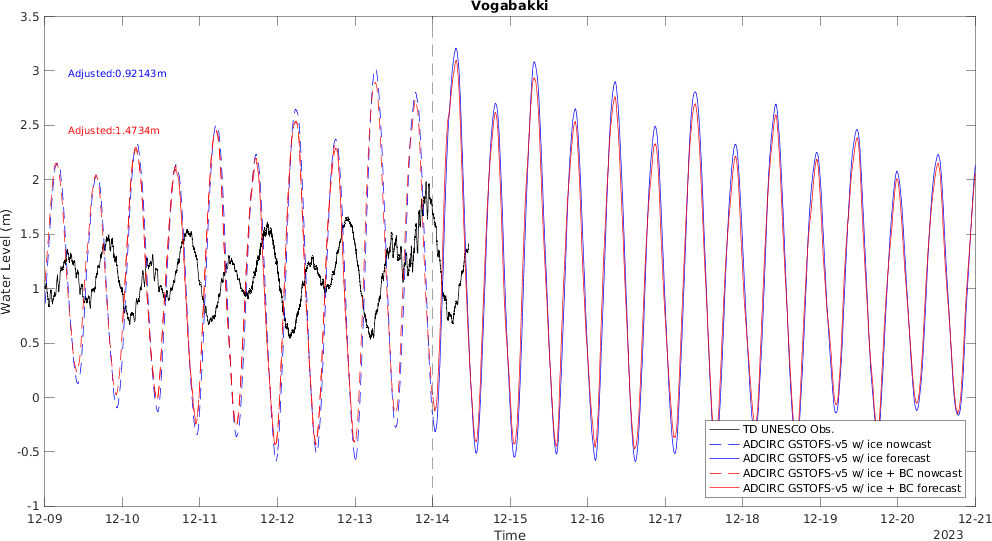 Vogabakki
3.5
3
2.5
2
1.5
1
0.5
0
-0.5
-1
Water Level (m)
Adjusted:0.92143m
Adjusted:1.4734m
TD UNESCO Obs.
ADCIRC GSTOFS-v5 w/ ice nowcast
ADCIRC GSTOFS-v5 w/ ice forecast
ADCIRC GSTOFS-v5 w/ ice + BC nowcast
ADCIRC GSTOFS-v5 w/ ice + BC forecast
12-09 12-10 12-11 12-12 12-13 12-14 12-15 12-16 12-17 12-18 12-19 12-20 12-21
Time
2023